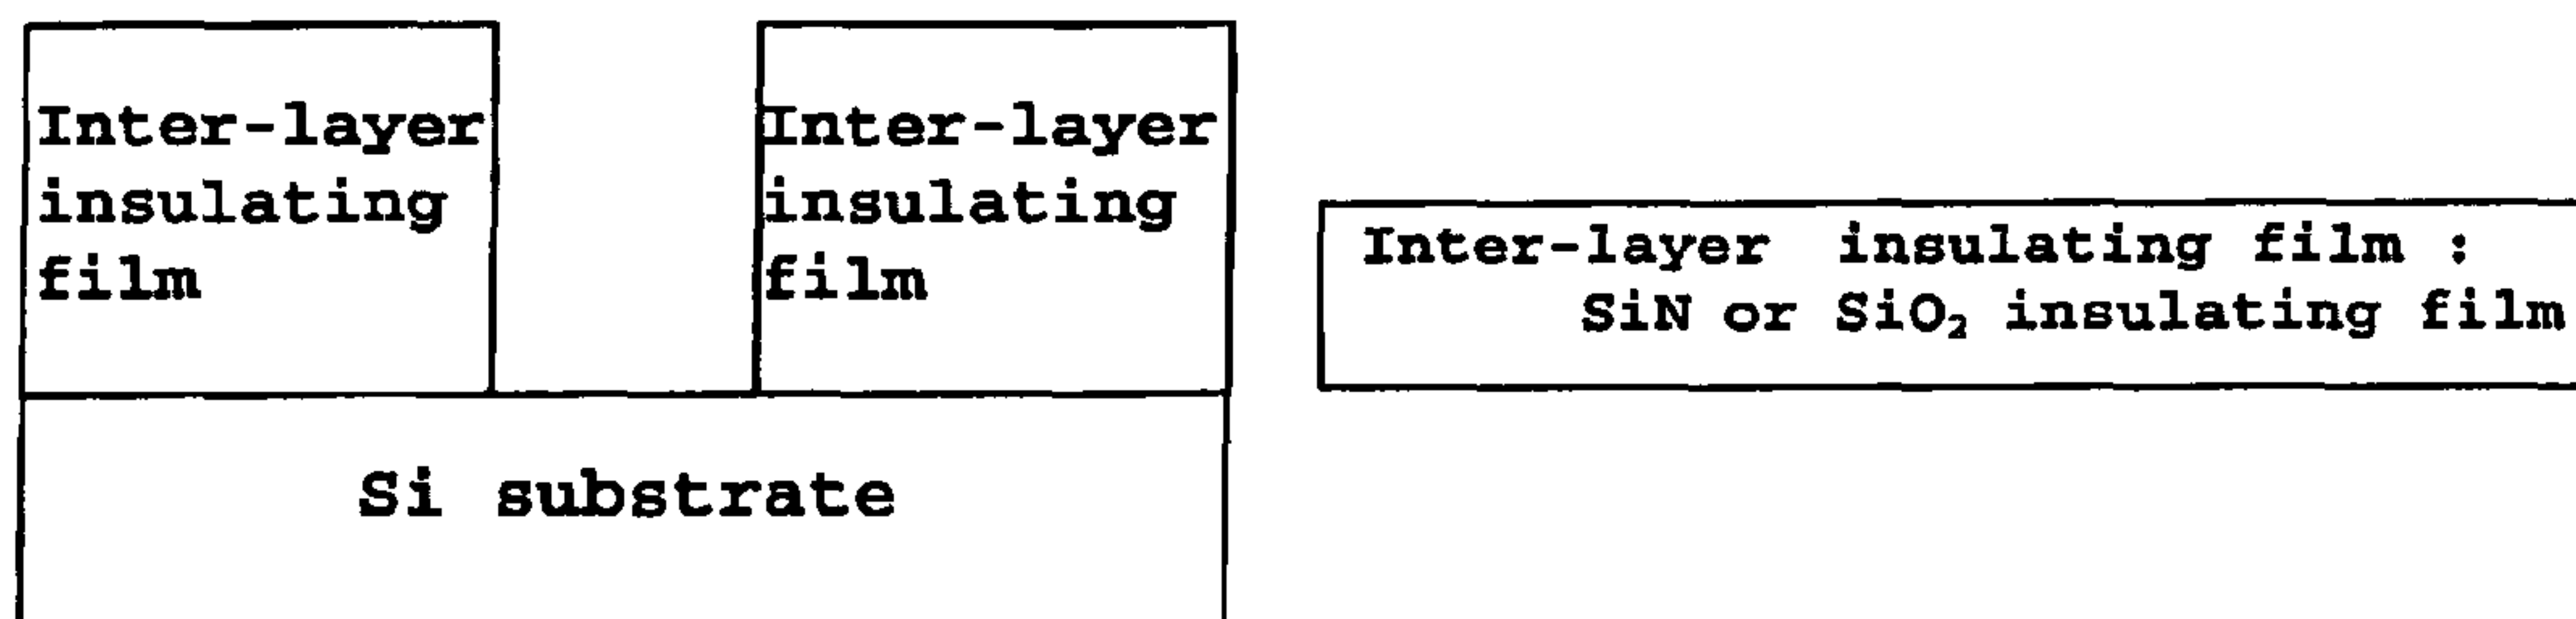 Inter-layer
insulating
film
Inter-layer
insulating
film
Inter-layer insulating film :
SiN or SiO₂ insulating film
Si substrate